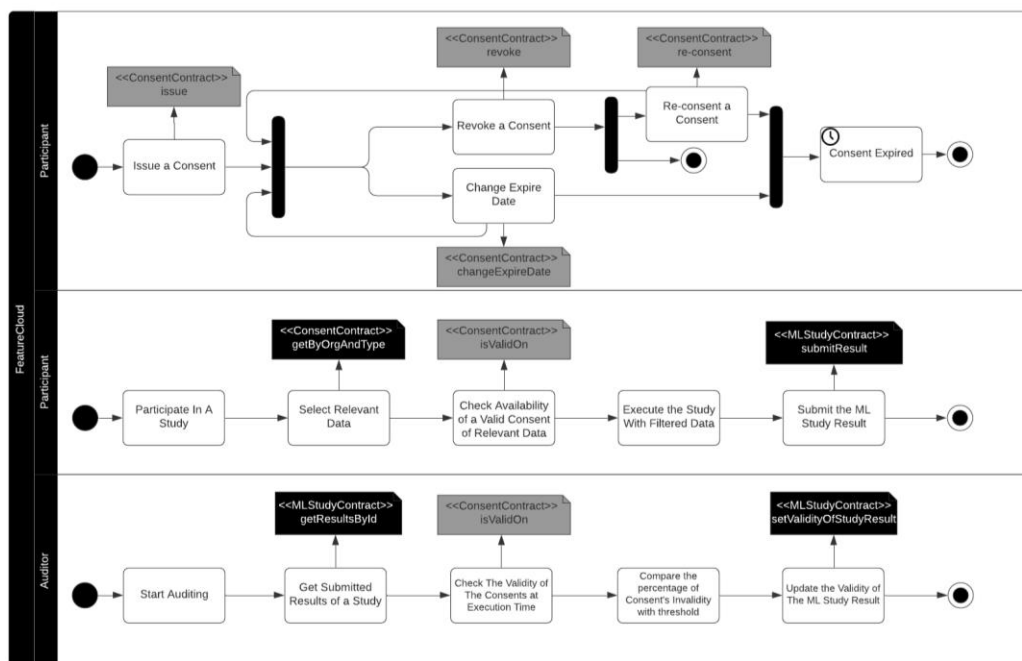 FeatureCloud
Participant
<<ConsentContract>>
issue
<<ConsentContract>>
revoke
<<ConsentContract>>
re-consent
Issue a Consent
Revoke a Consent
Re-consent a
Consent
Change Expire
Date
Consent Expired
<<ConsentContract>>
changeExpireDate
Participant
<<ConsentContract>>
getByOrgAndType
<<ConsentContract>>
isValidOn
<<MLStudyContract>>
submitResult
Participate In A
Study
Select Relevant
Data
Check Availability
of a Valid Consent
of Relevant Data
Execute the Study
With Filtered Data
Submit the ML
Study Result
Auditor
<<MLStudyContract>>
getResultsById
<<ConsentContract>>
isValidOn
<<MLStudyContract>>
setValidityOfStudyResult
Start Auditing
Get Submitted
Results of a Study
Check The Validity of
The Consents at
Execution Time
Compare the
percentage of
Consent's Invalidity
with threshold
Update the Validity of
The ML Study Result